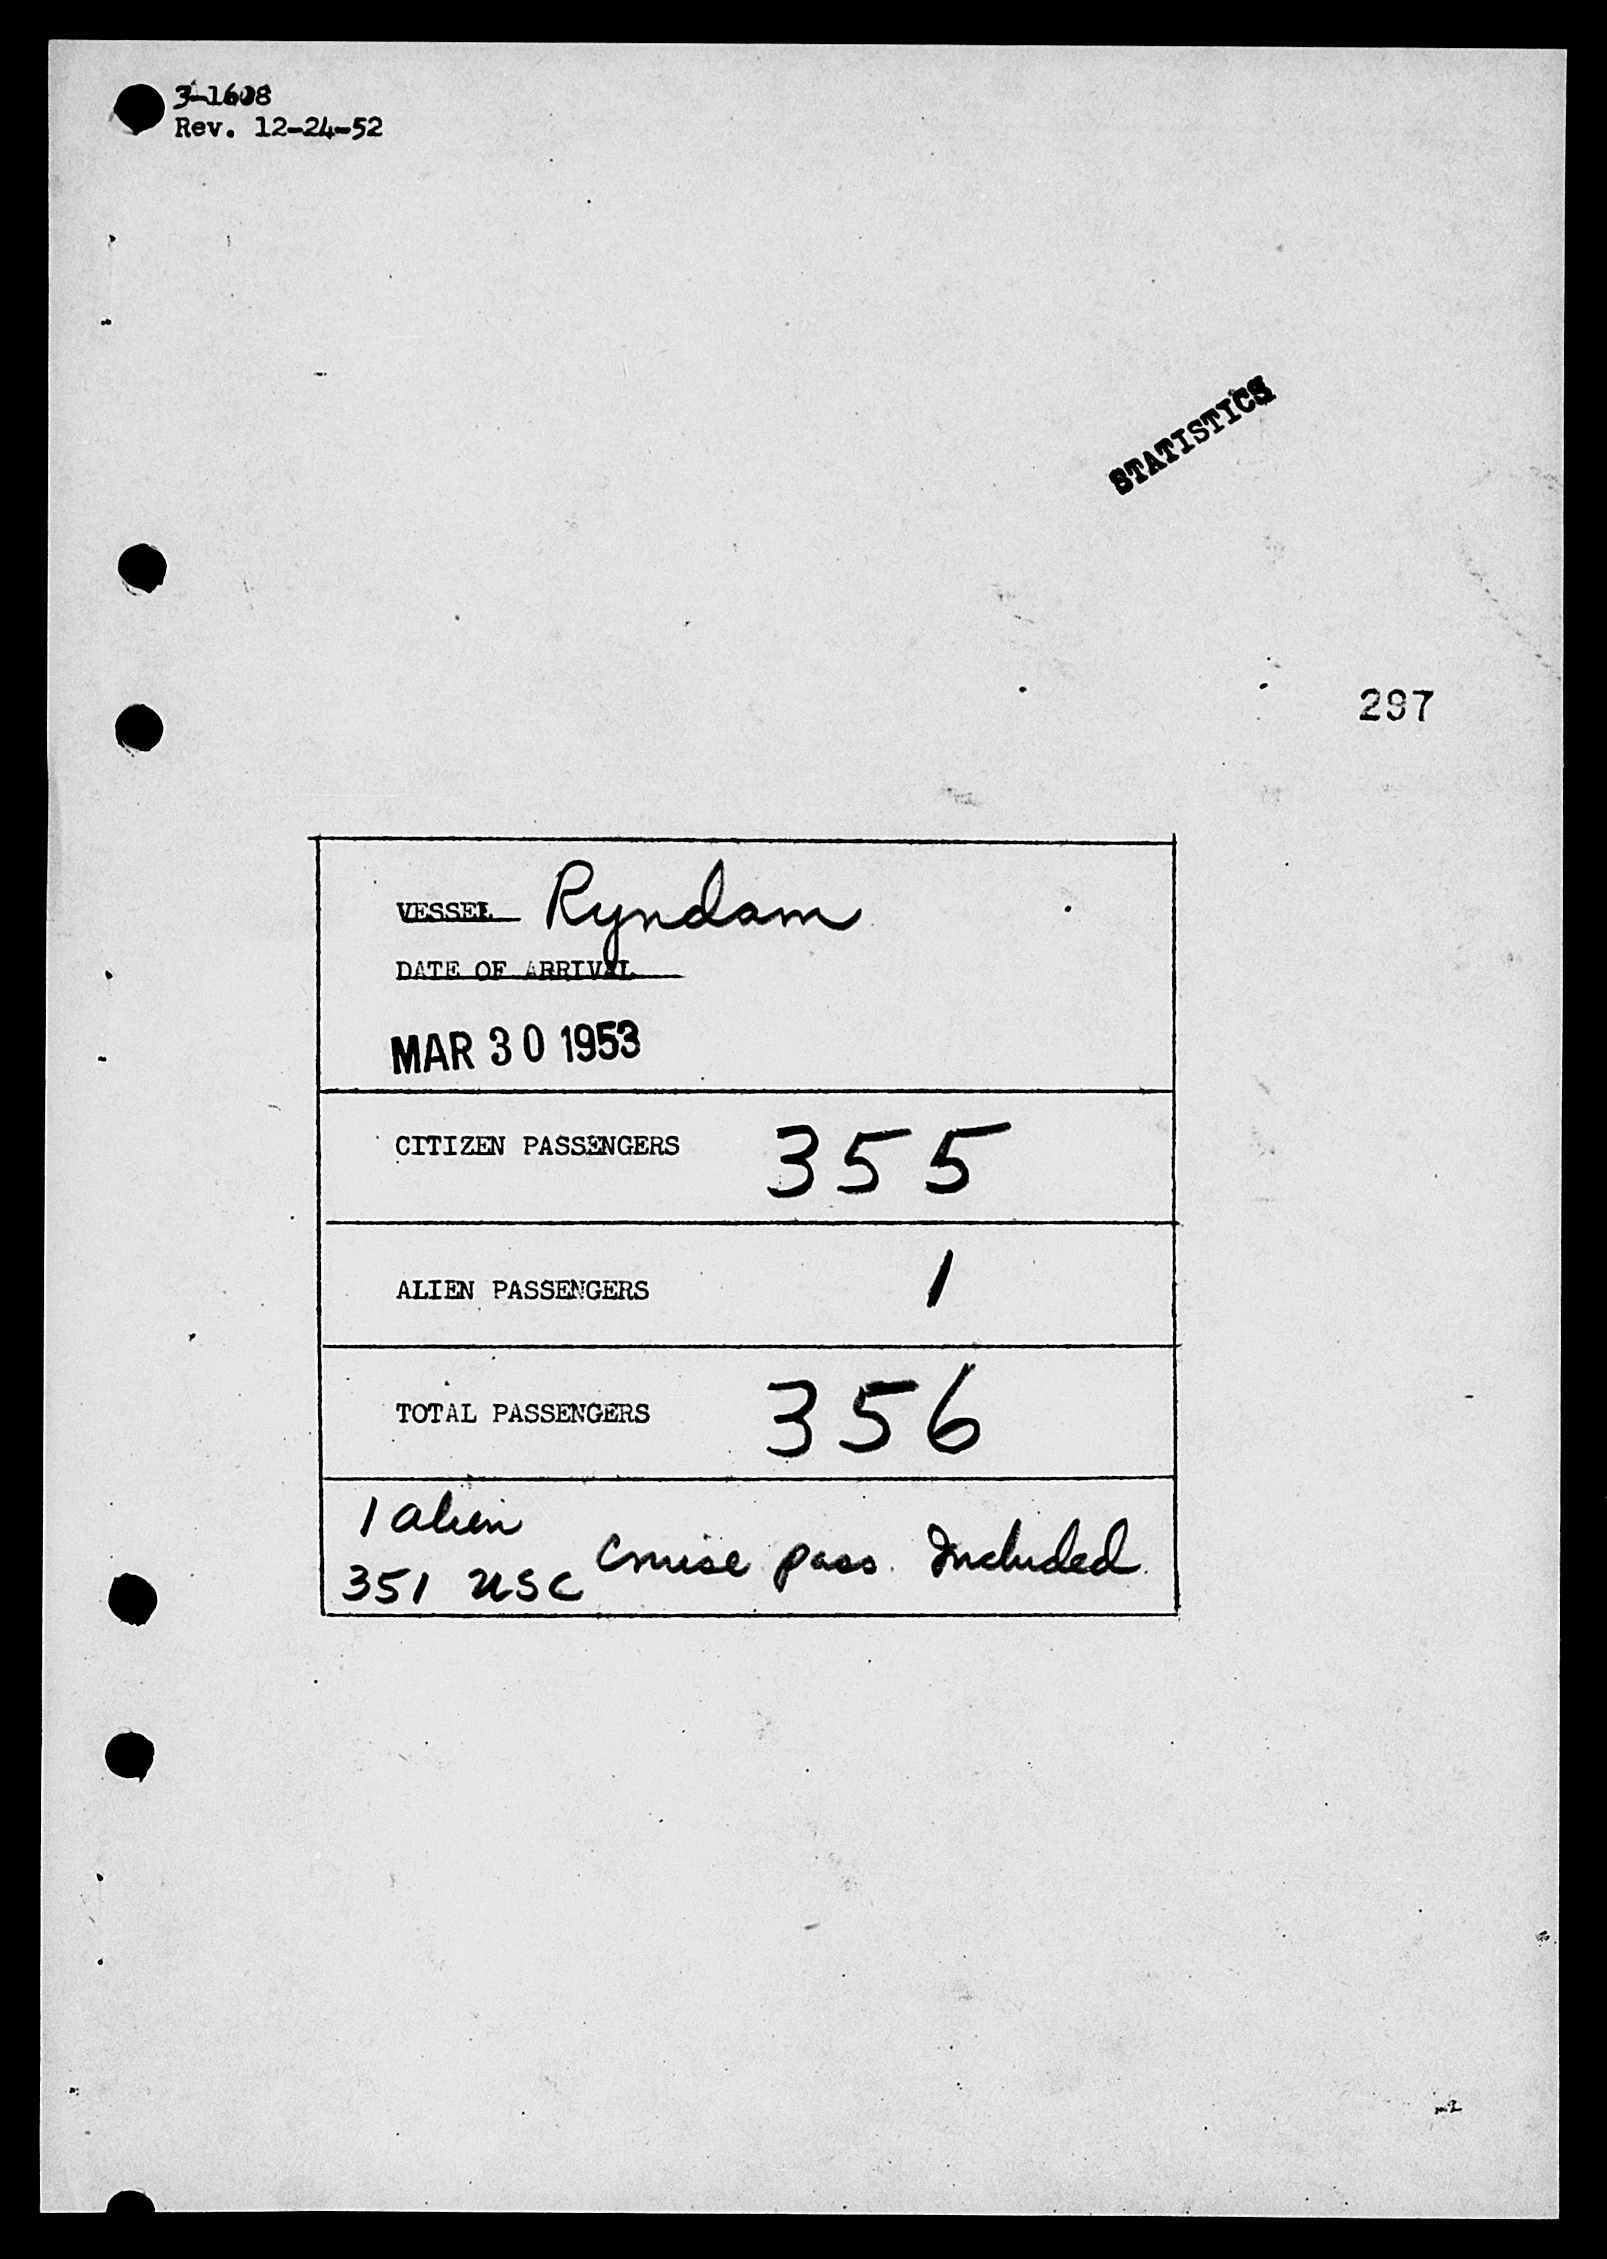 3-1608
Rev. 12-24-52
STATISTICS
297
VESSEL Ryndam
DATE OF ARRIVAL
MAR 30 1953
CITIZEN PASSENGERS 355
ALIEN PASSENGERS 1
TOTAL PASSENGERS 356
1 alien
351 USC Cruise pass. Included